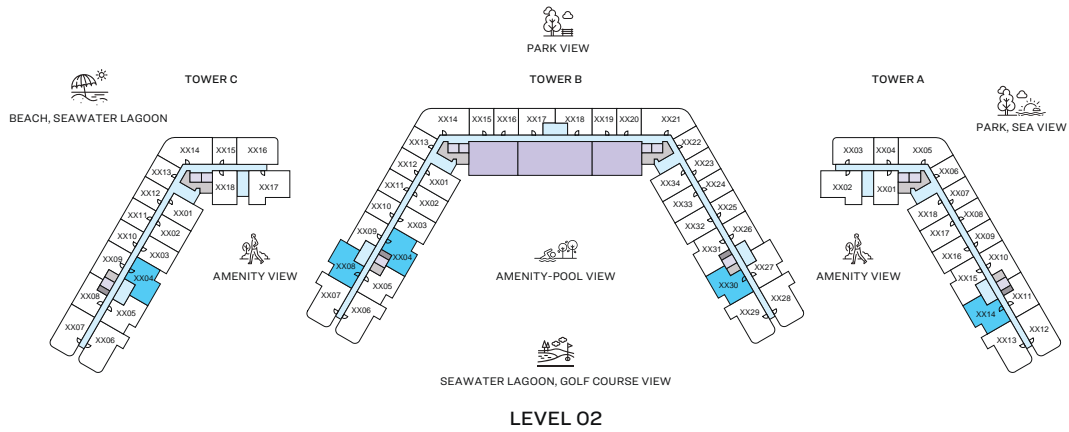 PARK VIEW
TOWER C
TOWER B
TOWER A
BEACH, SEAWATER LAGOON
PARK, SEA VIEW
XX14
XX15
XX16
XX13
XX18
XX17
XX12
XX01
XX11
XX02
XX10
XX03
XX09
XX04
XX08
XX05
XX07
XX06
XX14
XX15
XX16
XX17
XX18
XX19
XX20
XX21
XX13
XX22
XX12
XX23
XX11
XX01
XX34
XX24
XX10
XX02
XX33
XX25
XX09
XX03
XX32
XX26
XX08
XX04
XX31
XX27
XX07
XX05
XX30
XX28
XX06
XX29
XX03
XX04
XX05
XX02
XX01
XX06
XX07
XX18
XX08
XX17
XX09
XX16
XX10
XX15
XX11
XX14
XX12
XX13
AMENITY VIEW
AMENITY-POOL VIEW
AMENITY VIEW
SEAWATER LAGOON, GOLF COURSE VIEW
LEVEL 02